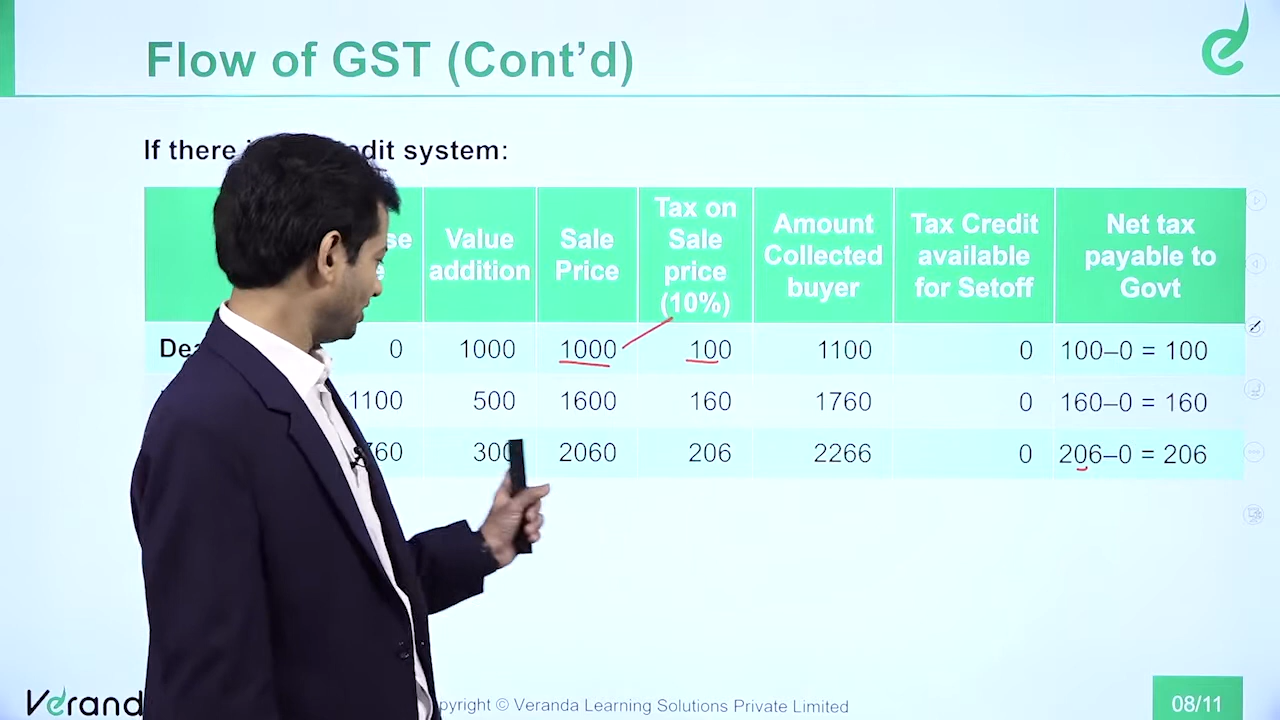 Flow of GST (Cont’d)
If there credit system:
Value addition
Sale Price
Tax on Sale price (10%)
Amount Collected buyer
Tax Credit available for Setoff
Net tax payable to Govt
0 1000 1000 100 1100 0 100–0 = 100
1100 500 1600 160 1760 0 160–0 = 160
300 2060 206 2266 0 206–0 = 206
Copyright © Veranda Learning Solutions Private Limited
08/11